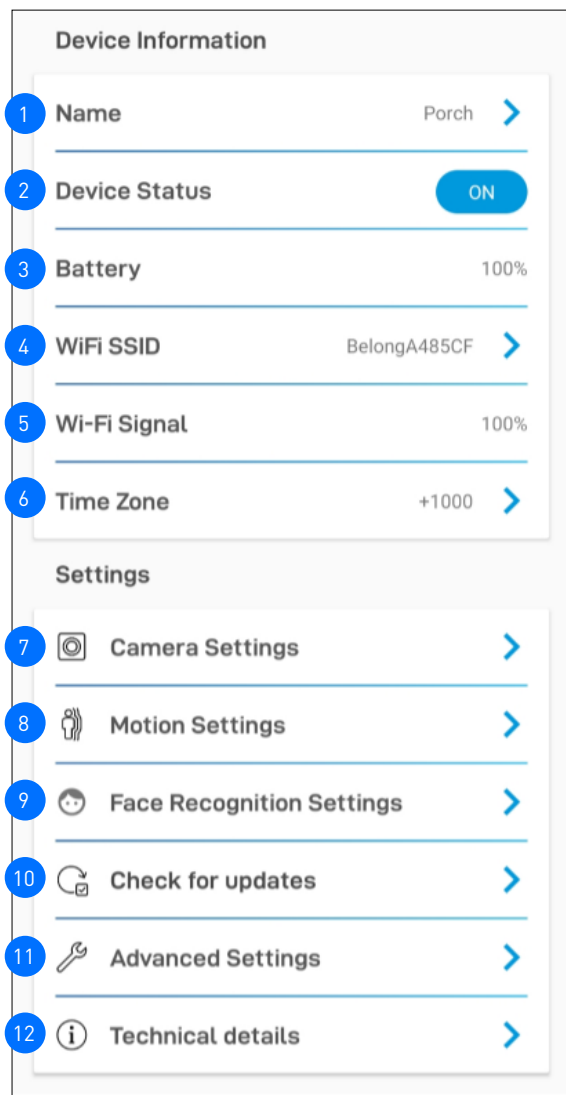 Device Information
1 Name Porch
2 Device Status ON
3 Battery 100%
4 WiFi SSID BelongA485CF
5 Wi-Fi Signal 100%
6 Time Zone +1000
Settings
7 Camera Settings
8 Motion Settings
9 Face Recognition Settings
10 Check for updates
11 Advanced Settings
12 Technical details